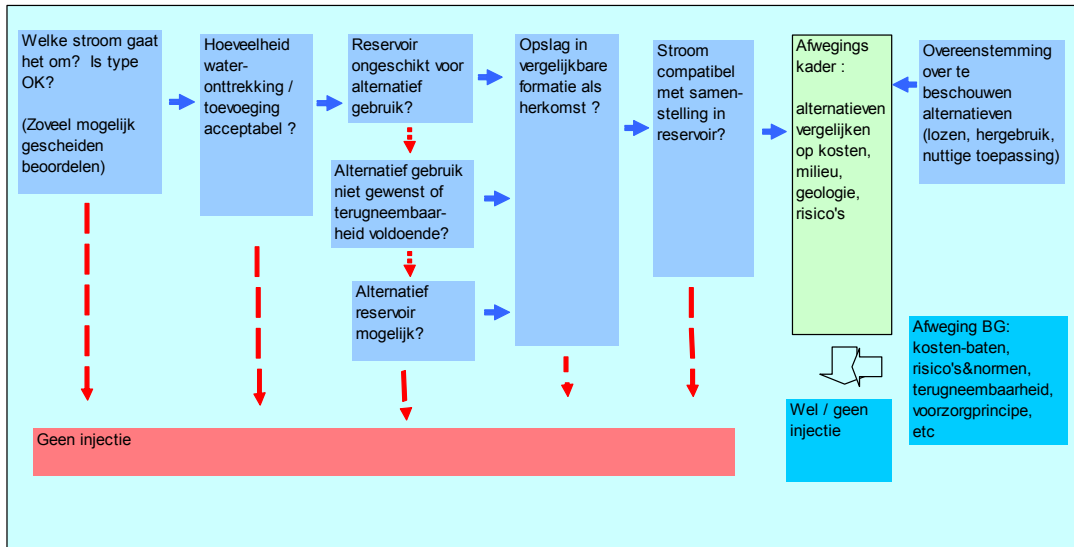 Welke stroom gaat
het om?  Is type
OK?
(Zoveel mogelijk
gescheiden
beoordelen)
Hoeveelheid
water-
onttrekking /
toevoeging
acceptabel ?
Reservoir
ongeschikt voor
alternatief
gebruik?
Alternatief gebruik
niet gewenst of
terugneembaar-
heid voldoende?
Alternatief
reservoir
mogelijk?
Opslag in
vergelijkbare
formatie als
herkomst ?
Stroom
compatibel
met samen-
stelling in
reservoir?
Afwegings
kader :
alternatieven
vergelijken
op kosten,
milieu,
geologie,
risico's
Overeenstemming
over te
beschouwen
alternatieven
(lozen, hergebruik,
nuttige toepassing)
Afweging BG:
kosten-baten,
risico's&normen,
terugneembaarheid,
voorzorgprincipe,
etc
Wel / geen
injectie
Geen injectie